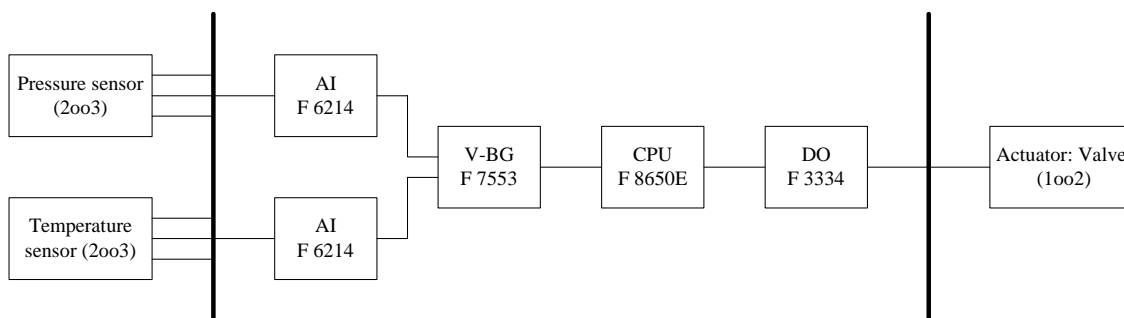 Pressure sensor
(2oo3)
AI
F 6214
V-BG
F 7553
CPU
F 8650E
DO
F 3334
Actuator: Valve
(1oo2)
Temperature
sensor (2oo3)
AI
F 6214